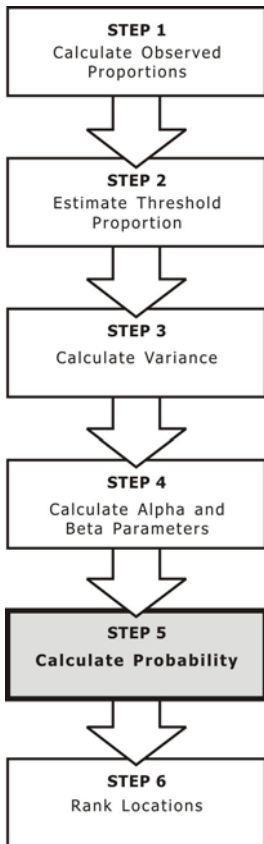 STEP 1
Calculate Observed
Proportions
STEP 2
Estimate Threshold
Proportion
STEP 3
Calculate Variance
STEP 4
Calculate Alpha and
Beta Parameters
STEP 5
Calculate Probability
STEP 6
Rank Locations